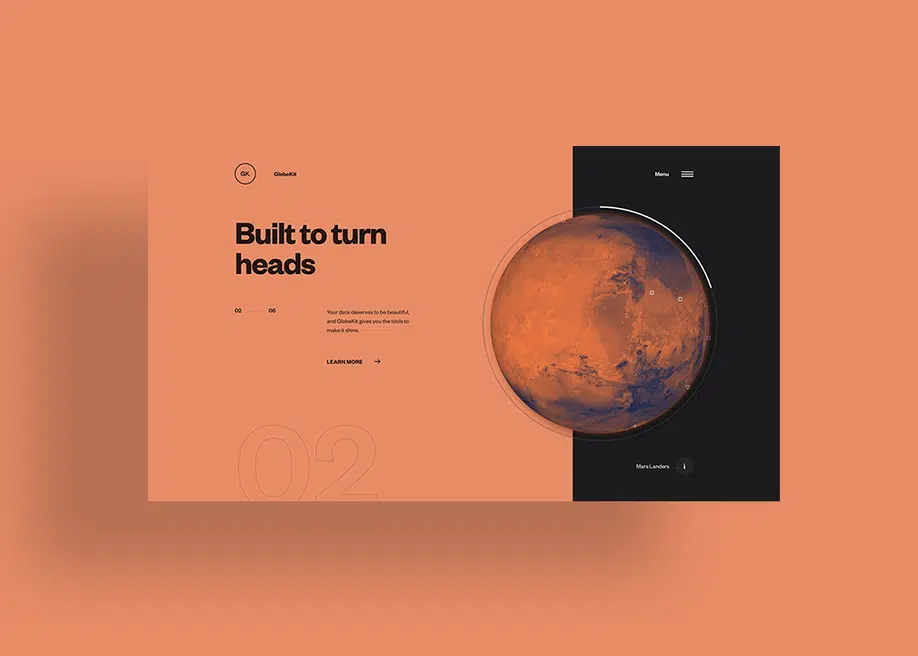 GK
GlobeKit
Menu
Built to turn
heads
02
06
Your data deserves to be beautiful,
and GlobeKit gives you the tools to
make it shine.
LEARN MORE
02
Mars Landers
i